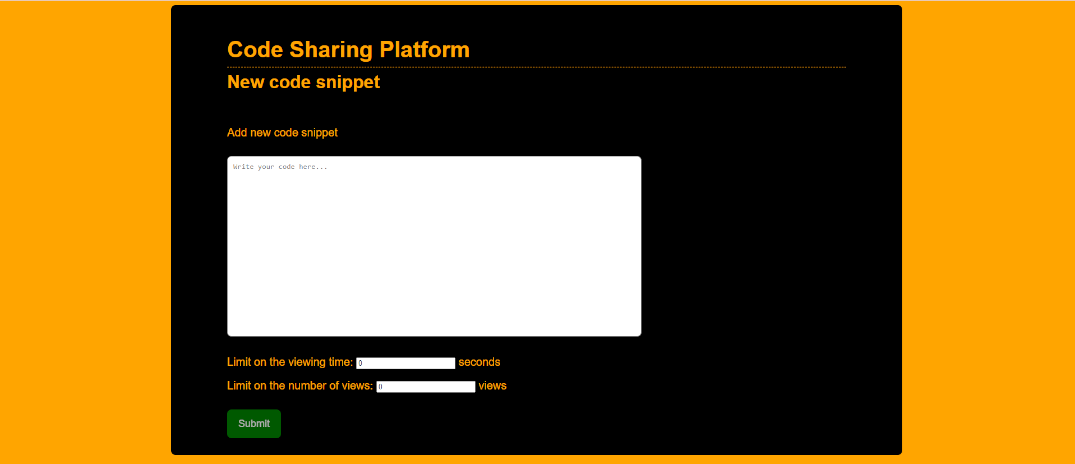 Code Sharing Platform
New code snippet
Add new code snippet
Write your code here...
Limit on the viewing time: 0 seconds
Limit on the number of views: 0 views
Submit